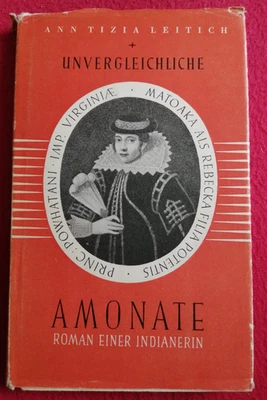 ANN TIZIA LEITICH
+
UNVERGLEICHLICHE
MATOAKA ALS REBECKA FILIA POTENTIS · PRINC : POWHATANI · IMP. VIRGINIÆ ·
AMONATE
ROMAN EINER INDIANERIN